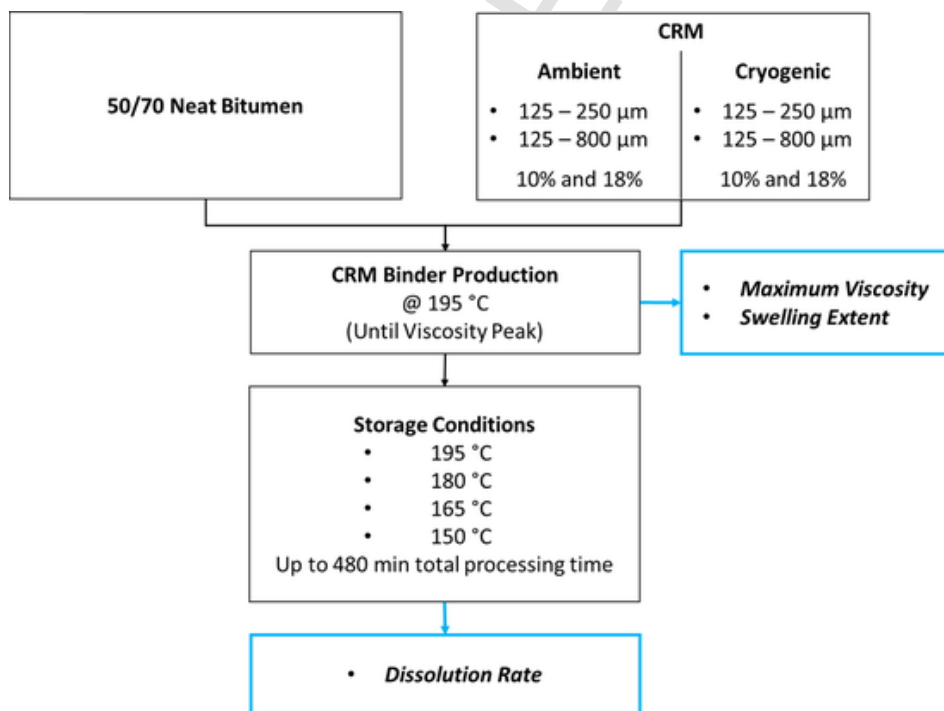 50/70 Neat Bitumen
CRM
Ambient
• 125 – 250 µm
• 125 – 800 µm
10% and 18%
Cryogenic
• 125 – 250 µm
• 125 – 800 µm
10% and 18%
CRM Binder Production
@ 195 °C
(Until Viscosity Peak)
• Maximum Viscosity
• Swelling Extent
Storage Conditions
• 195 °C
• 180 °C
• 165 °C
• 150 °C
Up to 480 min total processing time
• Dissolution Rate